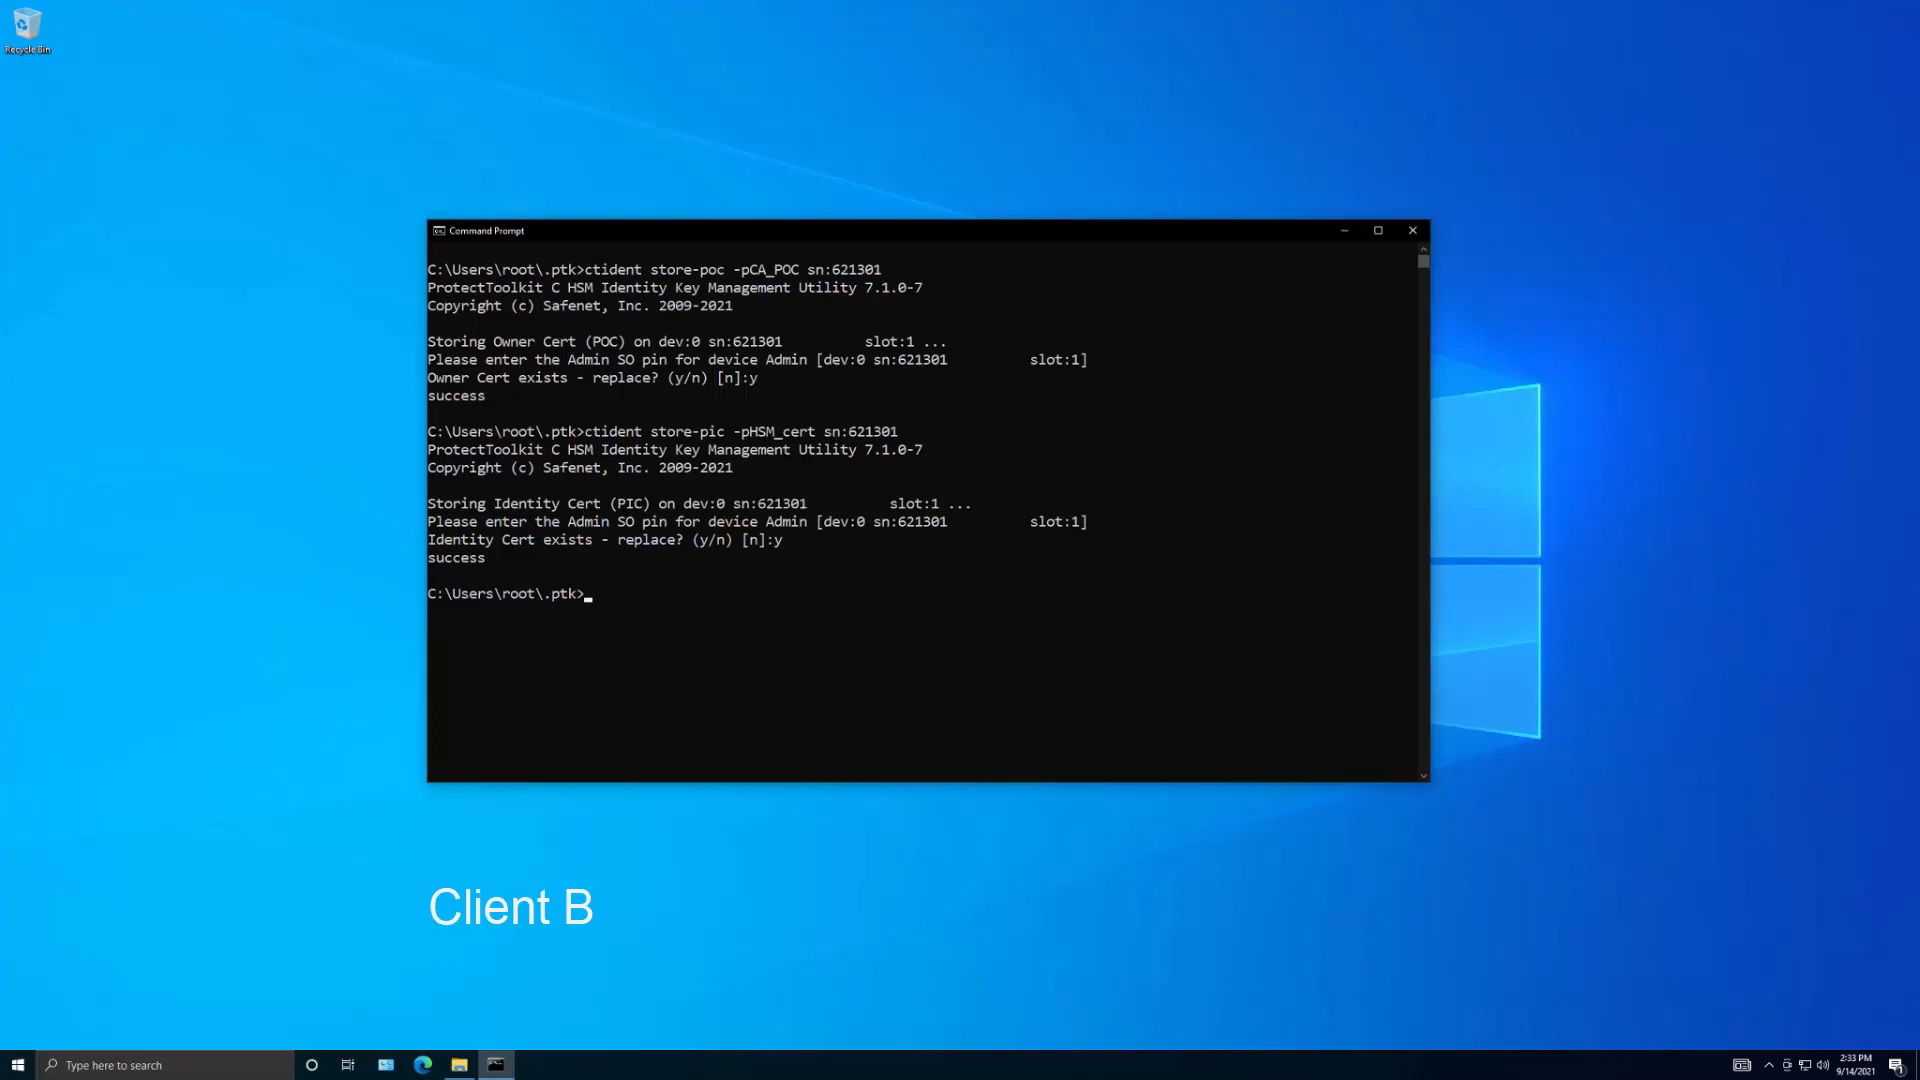 Recycle Bin
Command Prompt
C:\Users\root\.ptk>ctident store-poc -pCA_POC sn:621301
ProtectToolkit C HSM Identity Key Management Utility 7.1.0-7
Copyright (c) Safenet, Inc. 2009-2021
Storing Owner Cert (POC) on dev:0 sn:621301          slot:1 ...
Please enter the Admin SO pin for device Admin [dev:0 sn:621301          slot:1]
Owner Cert exists - replace? (y/n) [n]:y
success
C:\Users\root\.ptk>ctident store-pic -pHSM_cert sn:621301
ProtectToolkit C HSM Identity Key Management Utility 7.1.0-7
Copyright (c) Safenet, Inc. 2009-2021
Storing Identity Cert (PIC) on dev:0 sn:621301          slot:1 ...
Please enter the Admin SO pin for device Admin [dev:0 sn:621301          slot:1]
Identity Cert exists - replace? (y/n) [n]:y
success
C:\Users\root\.ptk>
Client B
Type here to search
2:33 PM
9/14/2021
1